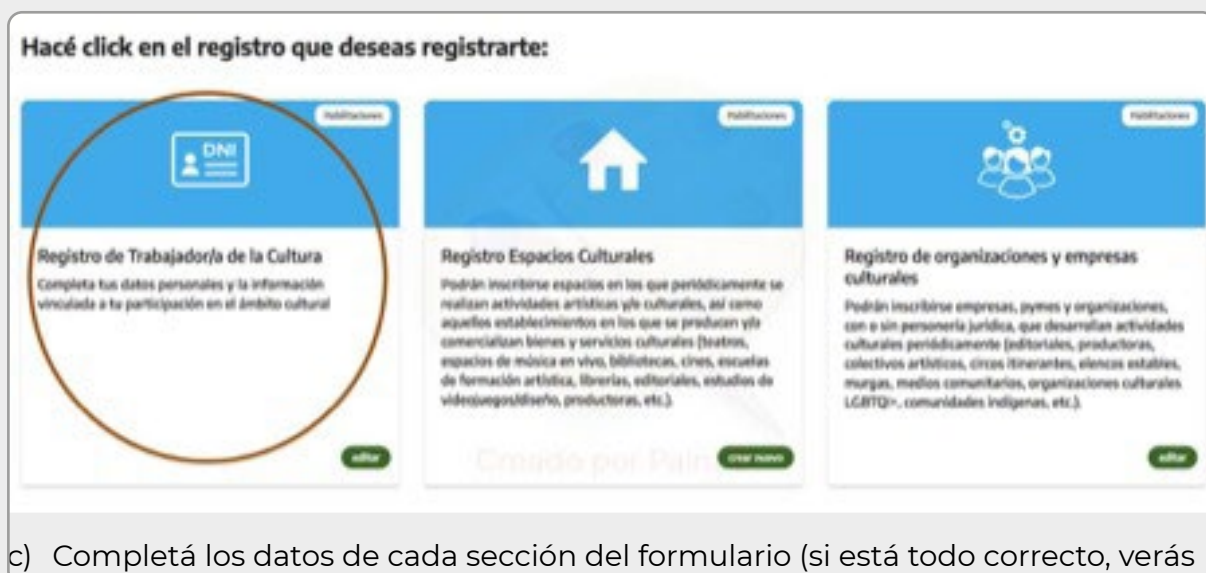 Hacé click en el registro que deseas registrarte:
Habilitaciones
DNI
Registro de Trabajador/a de la Cultura
Completa tus datos personales y la información
vinculada a tu participación en el ámbito cultural
editar
Habilitaciones
Registro Espacios Culturales
Podrán inscribirse espacios en los que periódicamente se
realizan actividades artísticas y/o culturales, así como
aquellos establecimientos en los que se producen y/o
comercializan bienes y servicios culturales (teatros,
espacios de música en vivo, bibliotecas, cines, escuelas
de formación artística, librerías, editoriales, estudios de
videojuegos/diseño, productoras, etc.).
Creado por
crear nuevo
Habilitaciones
Registro de organizaciones y empresas
culturales
Podrán inscribirse empresas, pymes y organizaciones,
con o sin personería jurídica, que desarrollan actividades
culturales periódicamente (editoriales, productoras,
colectivos artísticos, circos itinerantes, elencos estables,
murgas, medios comunitarios, organizaciones culturales
LGBTQI+, comunidades indígenas, etc.).
editar
c) Completá los datos de cada sección del formulario (si está todo correcto, verás